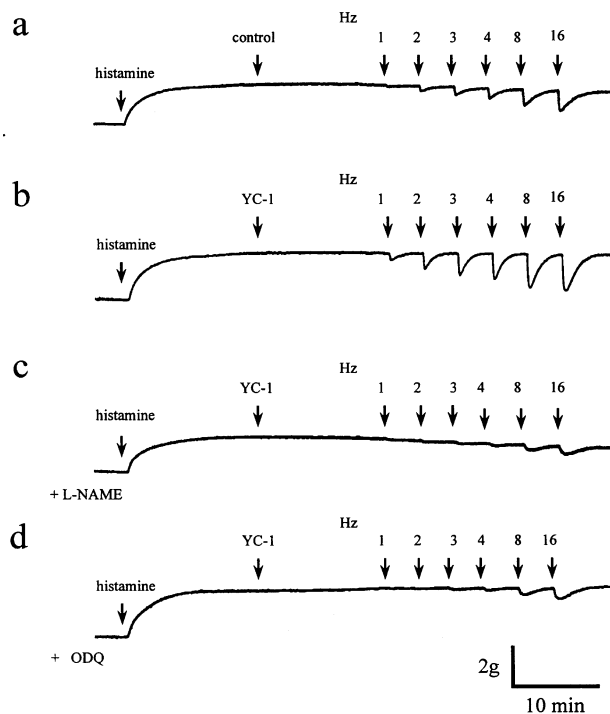 a
Hz
control
1 2 3 4 8 16
histamine
b
Hz
YC-1
1 2 3 4 8 16
histamine
c
Hz
YC-1
1 2 3 4 8 16
histamine
+ L-NAME
d
Hz
YC-1
1 2 3 4 8 16
histamine
+ ODQ
2g
10 min